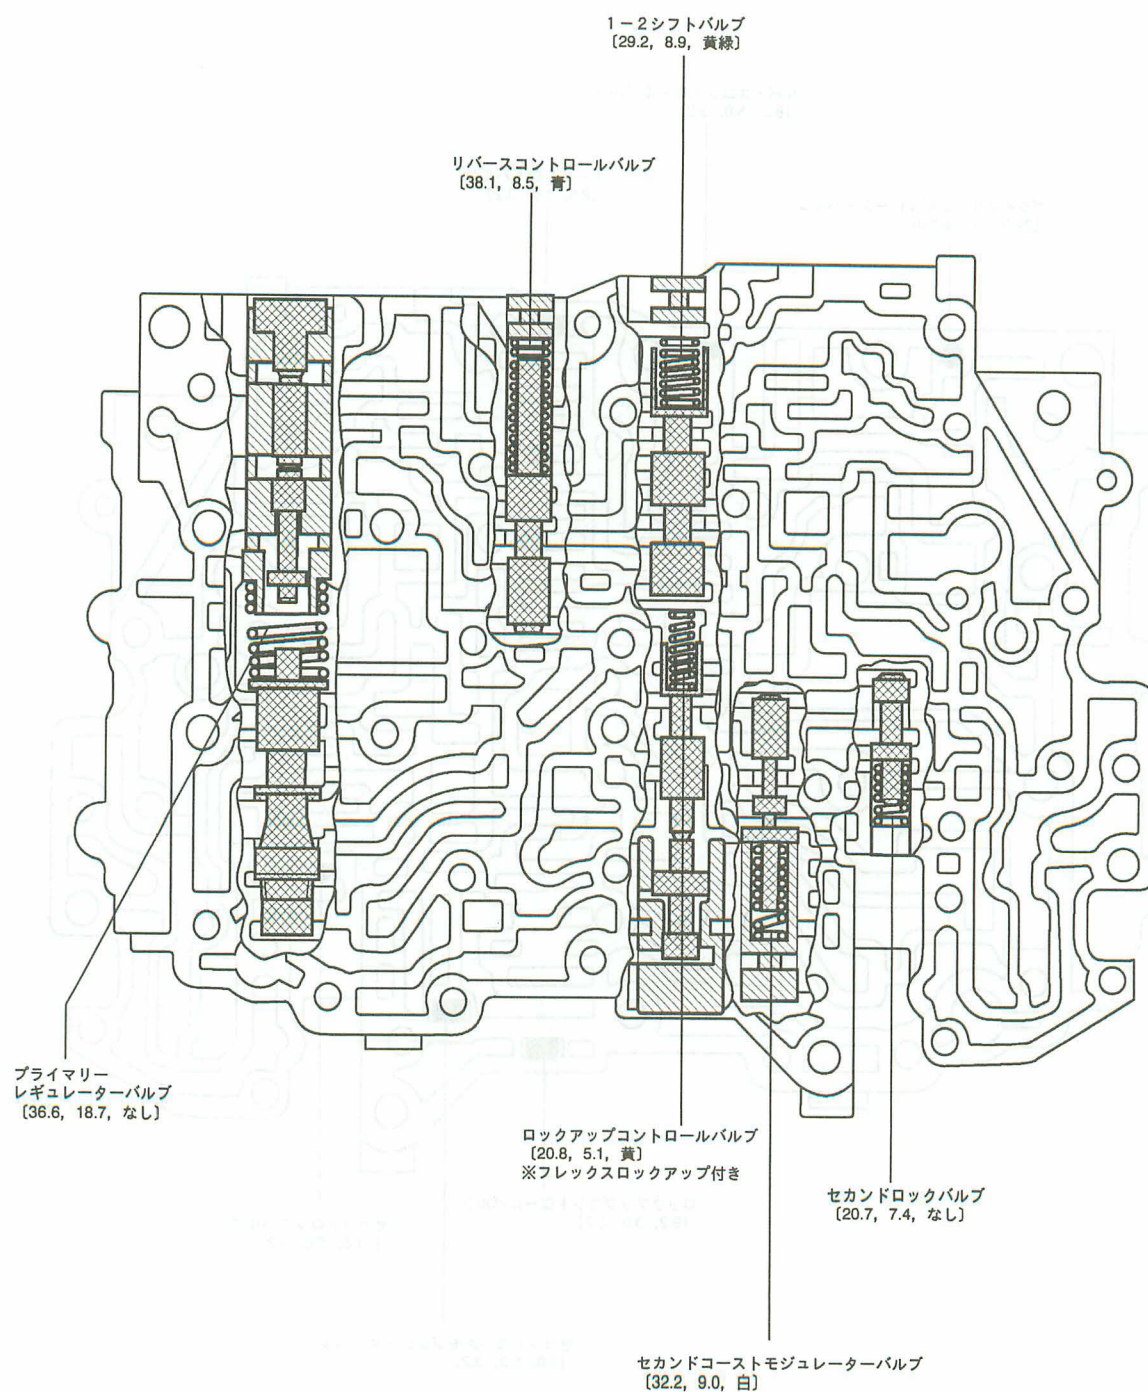 1－2シフトバルブ
〔29.2, 8.9, 黄緑〕
リバースコントロールバルブ
〔38.1, 8.5, 青〕
プライマリー
レギュレーターバルブ
〔36.6, 18.7, なし〕
ロックアップコントロールバルブ
〔20.8, 5.1, 黄〕
※フレックスロックアップ付き
セカンドロックバルブ
〔20.7, 7.4, なし〕
セカンドコーストモジュレーターバルブ
〔32.2, 9.0, 白〕